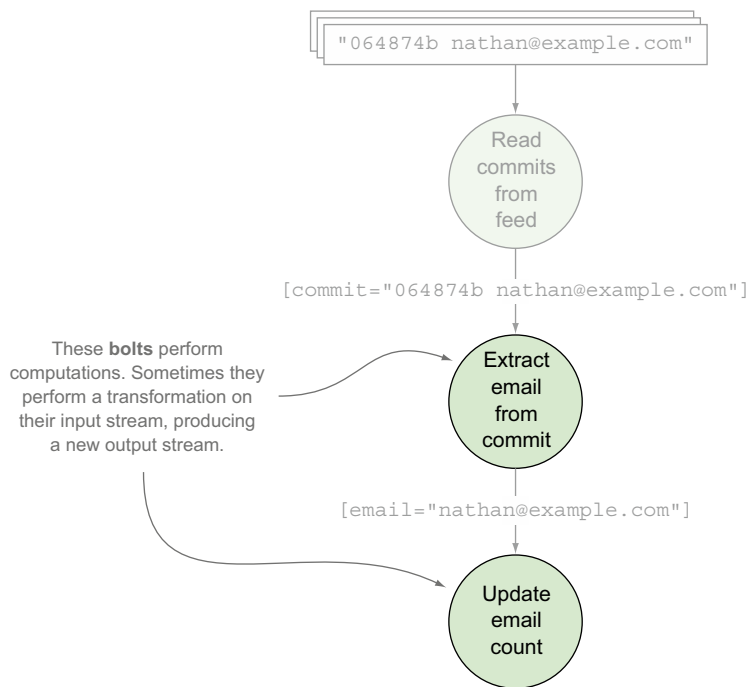 "064874b nathan@example.com"
Read
commits
from
feed
[commit="064874b nathan@example.com"]
These bolts perform
computations. Sometimes they
perform a transformation on
their input stream, producing
a new output stream.
Extract
email
from
commit
[email="nathan@example.com"]
Update
email
count